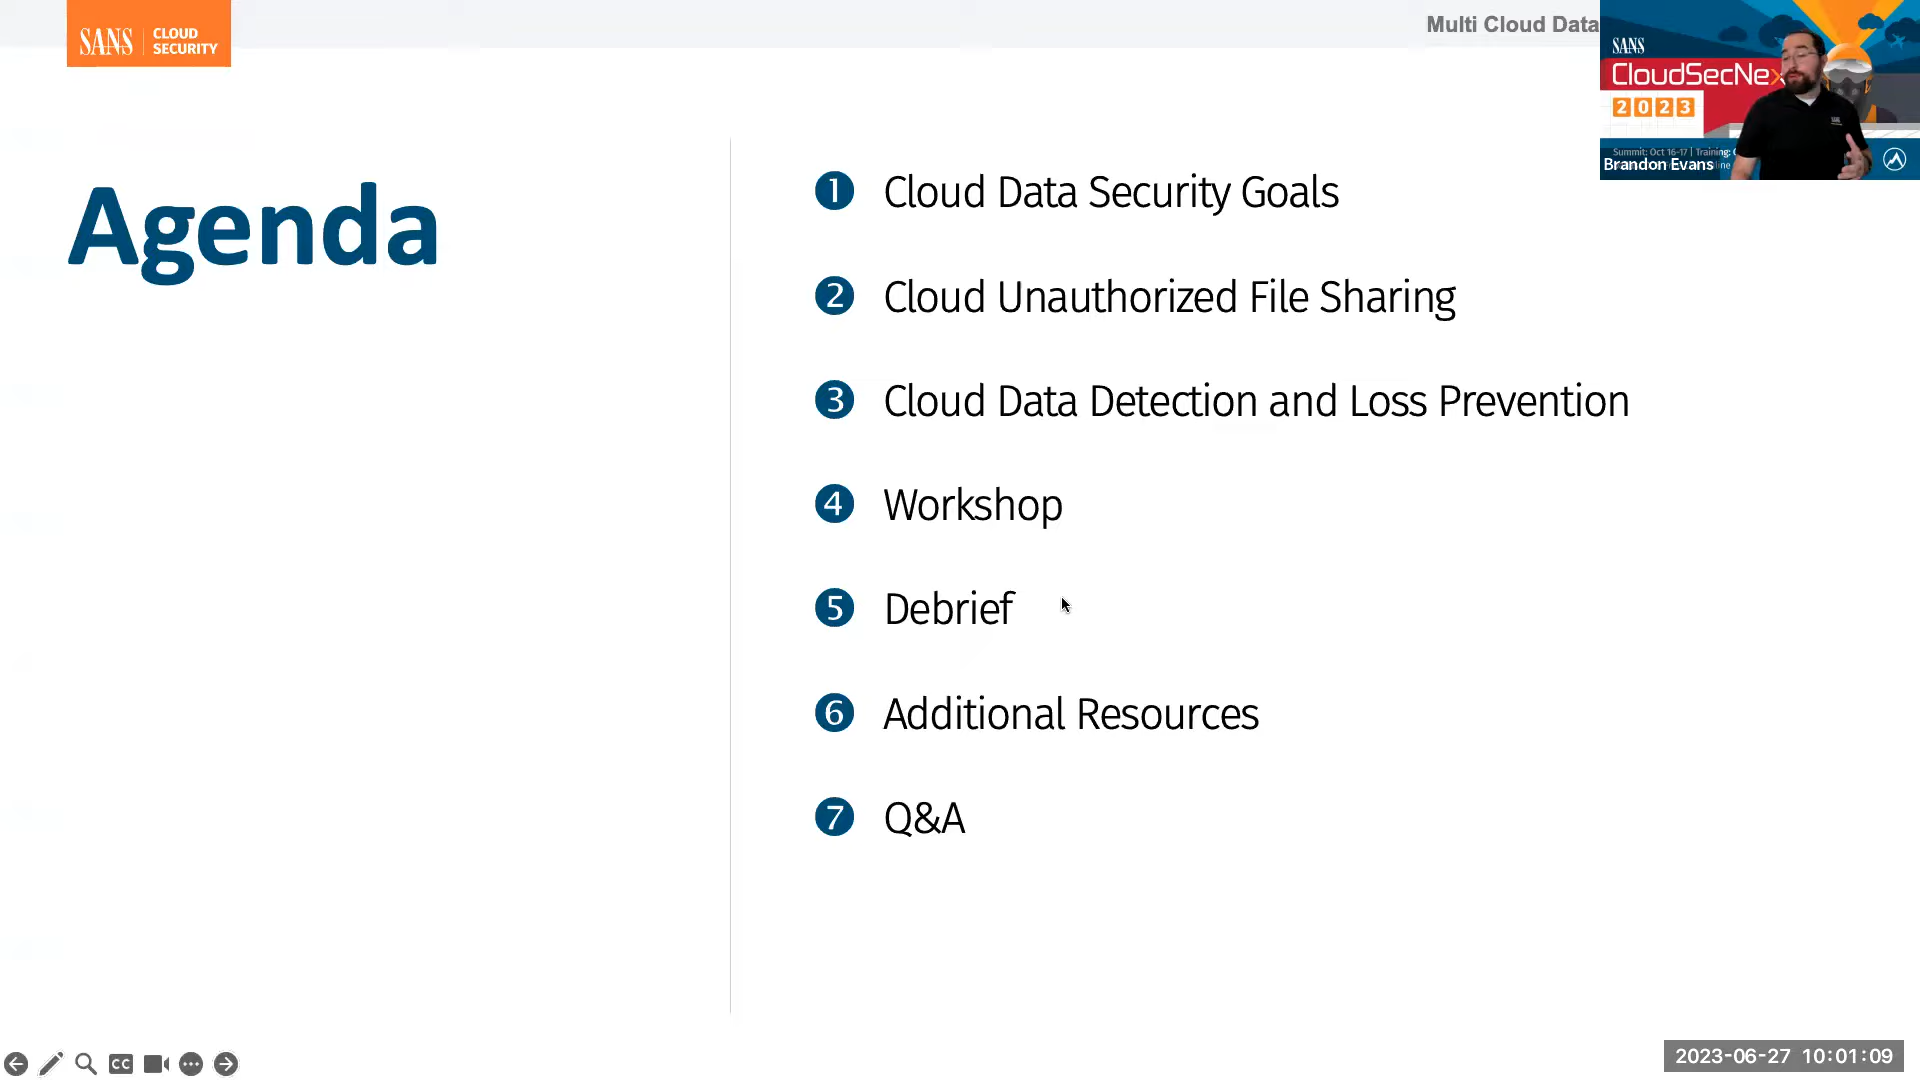 SANS
CLOUD
SECURITY
Multi Cloud Data
SANS
CloudSecNex
2023
Summit: Oct 16-17 | Training:
Brandon Evans
Agenda
1 Cloud Data Security Goals
2 Cloud Unauthorized File Sharing
3 Cloud Data Detection and Loss Prevention
4 Workshop
5 Debrief
6 Additional Resources
7 Q&A
CC
2023-06-27 10:01:09